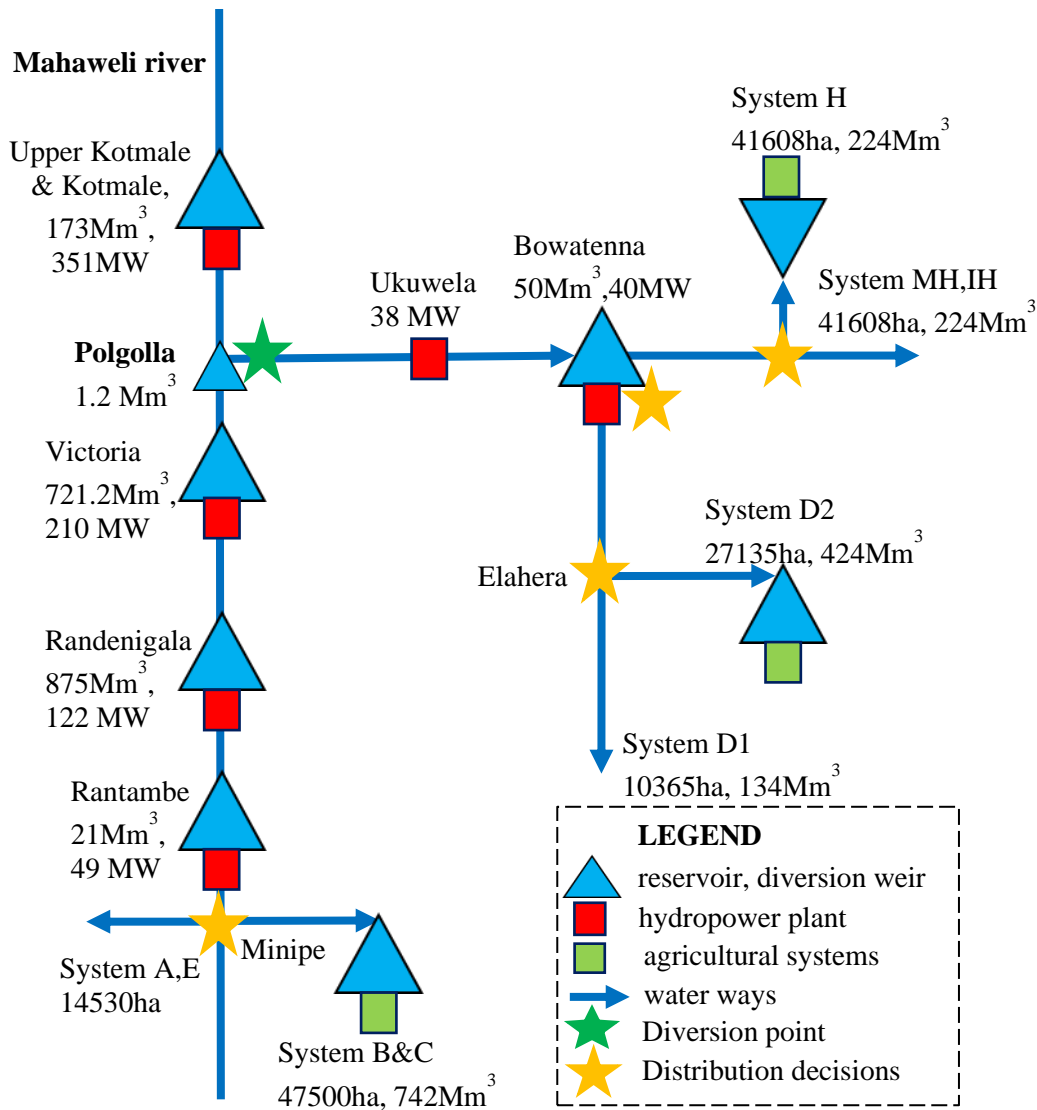 Mahaweli river
Upper Kotmale
& Kotmale,
173Mm³,
351MW
Polgolla
1.2 Mm³
Victoria
721.2Mm³,
210 MW
Randenigala
875Mm³,
122 MW
Rantambe
21Mm³,
49 MW
Minipe
System A,E
14530ha
System B&C
47500ha, 742Mm³
Ukuwela
38 MW
Bowatenna
50Mm³,40MW
System H
41608ha, 224Mm³
System MH,IH
41608ha, 224Mm³
Elahera
System D2
27135ha, 424Mm³
System D1
10365ha, 134Mm³
LEGEND
reservoir, diversion weir
hydropower plant
agricultural systems
water ways
Diversion point
Distribution decisions